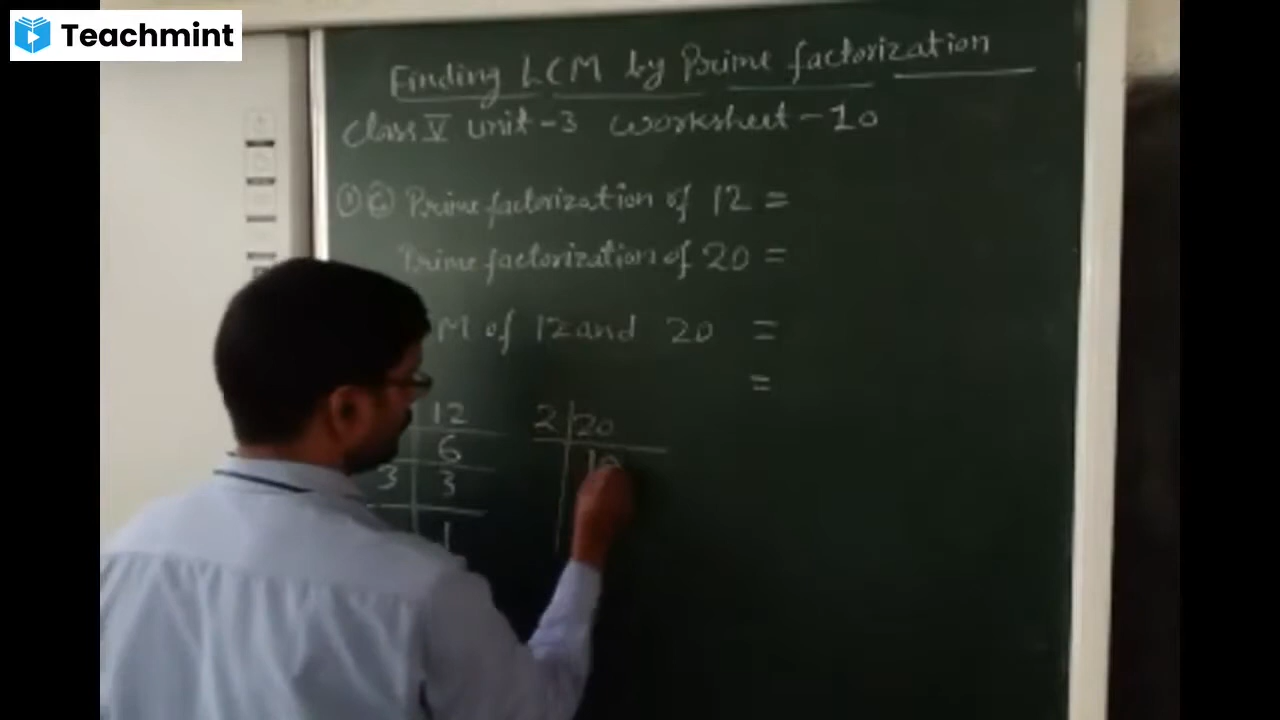 Teachmint
Finding LCM by Prime factorization
Class V unit-3 worksheet-10
① ⓐ Prime factorization of 12 =
Prime factorization of 20 =
M of 12 and 20 =
=
12
6
3 3
1
2 20
10